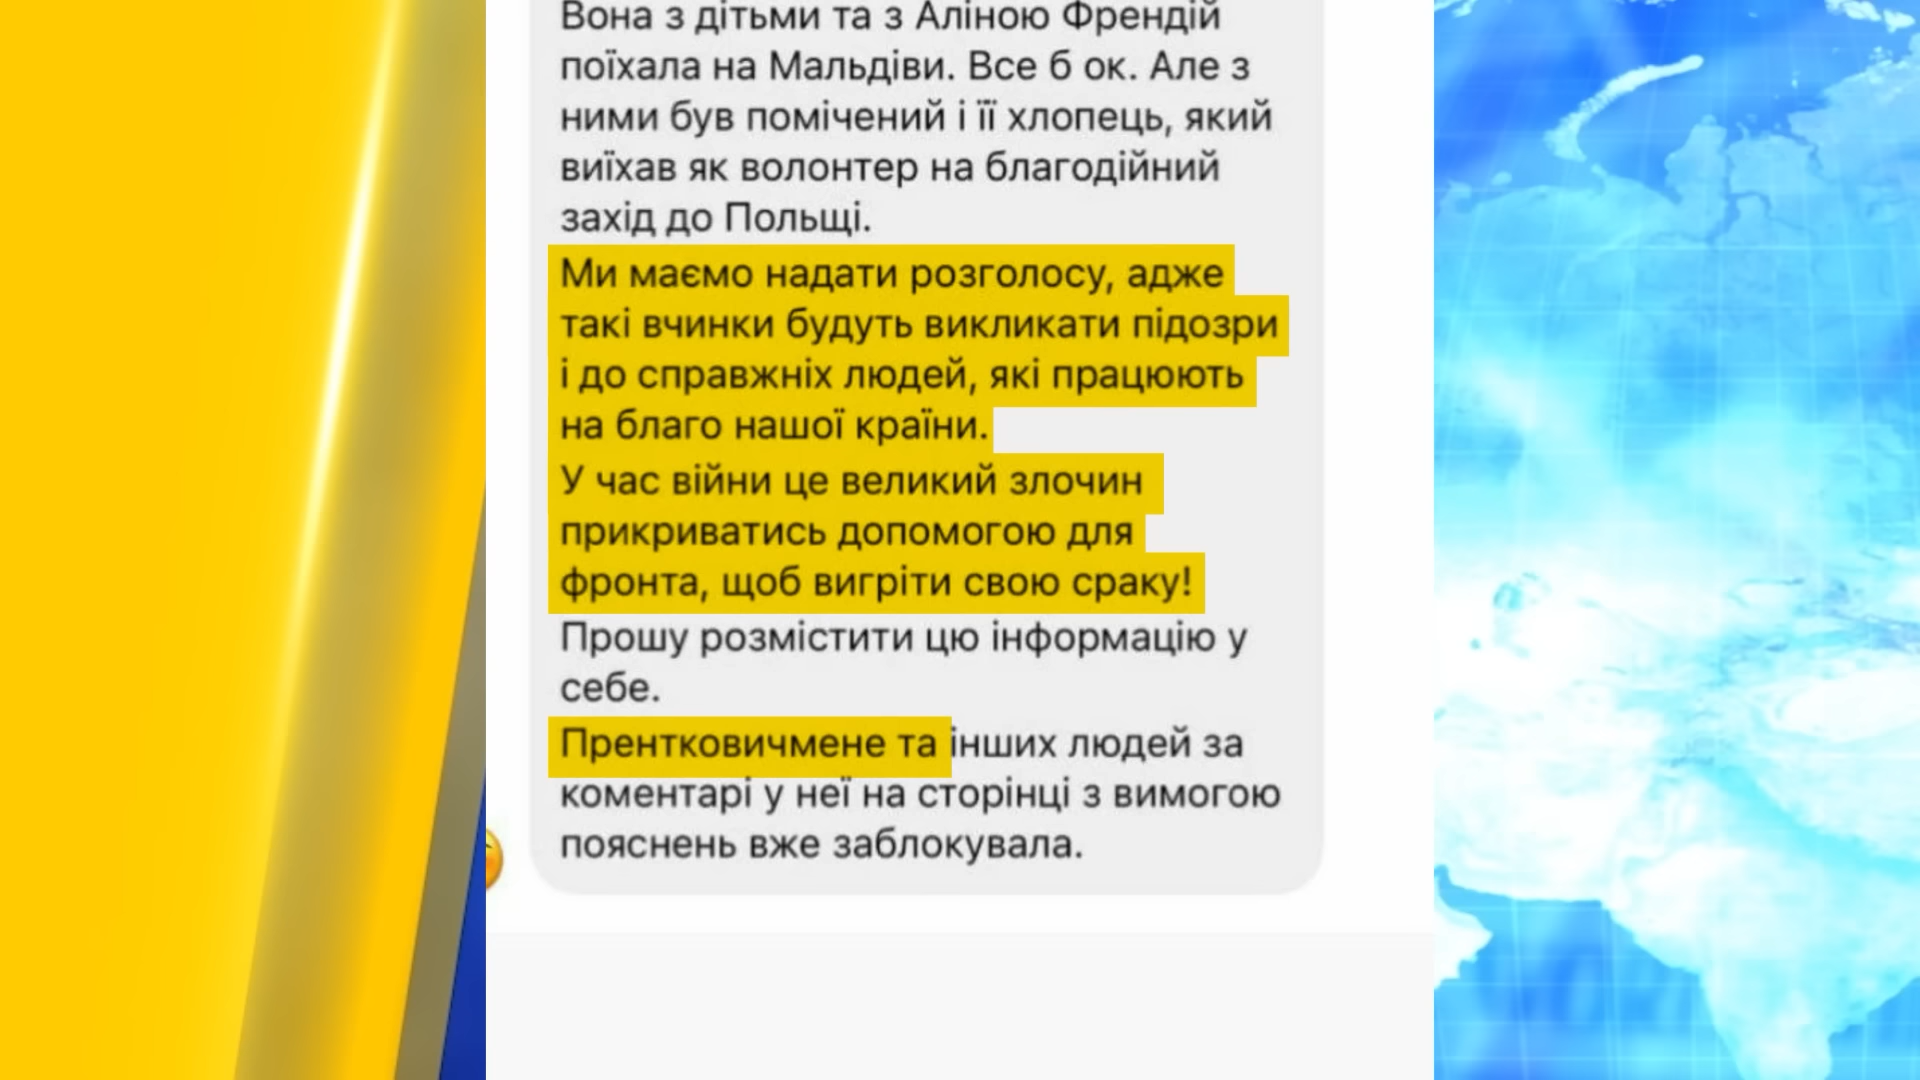 Вона з дітьми та з Аліною Френдій
поїхала на Мальдіви. Все б ок. Але з
ними був помічений і її хлопець, який
виїхав як волонтер на благодійний
захід до Польщі.
Ми маємо надати розголосу, адже
такі вчинки будуть викликати підозри
і до справжніх людей, які працюють
на благо нашої країни.
У час війни це великий злочин
прикриватись допомогою для
фронта, щоб вигріти свою сраку!
Прошу розмістити цю інформацію у
себе.
Прентковичмене та інших людей за
коментарі у неї на сторінці з вимогою
пояснень вже заблокувала.